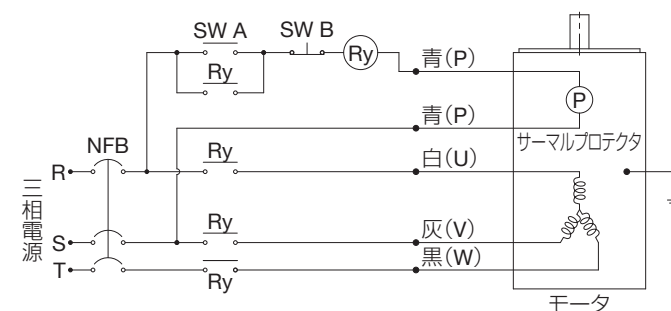 SW A
SW B
Ry
Ry
青(P)
P
青(P)
サーマルプロテクタ
NFB
Ry
白(U)
R
三相電源
S
Ry
灰(V)
T
Ry
黒(W)
モータ